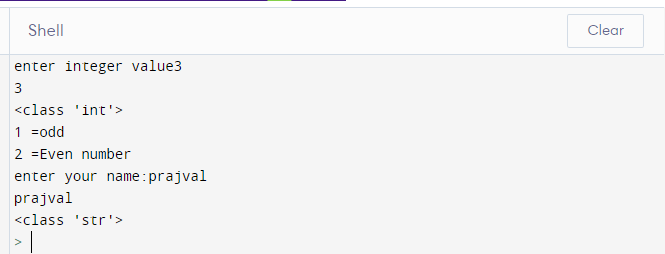 Shell
Clear
enter integer value3
3
<class 'int'>
1 =odd
2 =Even number
enter your name:prajval
prajval
<class 'str'>
>